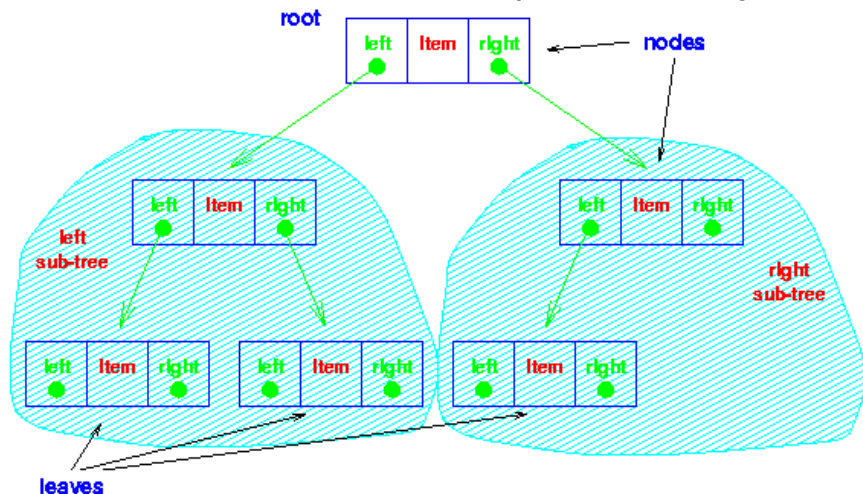 root
left Item right
nodes
left Item right
left Item right
left
sub-tree
right
sub-tree
left Item right
left Item right
left Item right
leaves